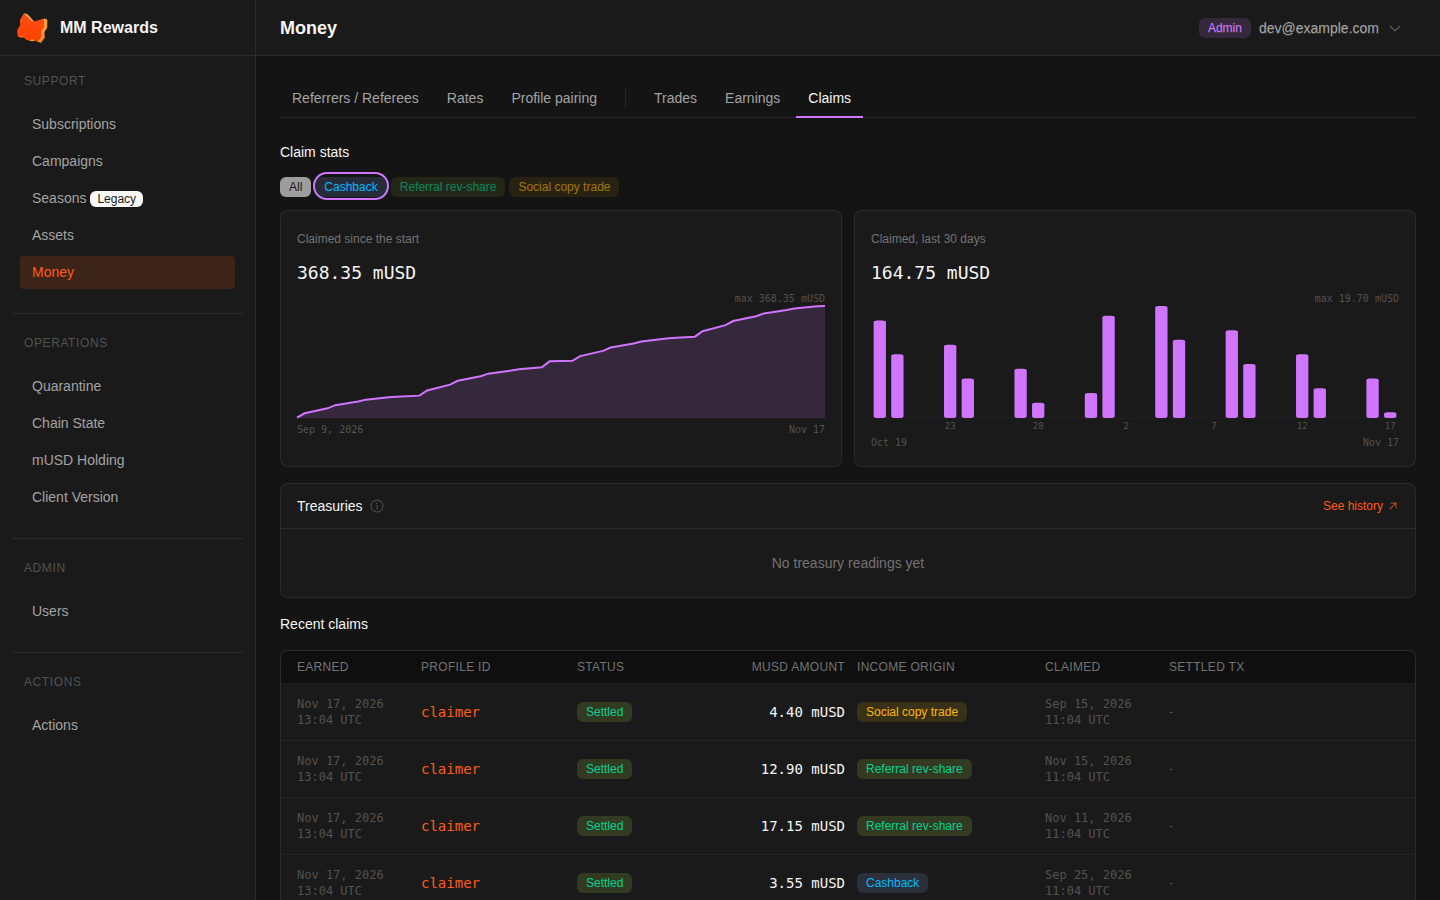 MM Rewards
Money
Admin
dev@example.com
SUPPORT
Subscriptions
Campaigns
Seasons Legacy
Assets
Money
OPERATIONS
Quarantine
Chain State
mUSD Holding
Client Version
ADMIN
Users
ACTIONS
Actions
Referrers / Referees
Rates
Profile pairing
Trades
Earnings
Claims
Claim stats
All
Cashback
Referral rev-share
Social copy trade
Claimed since the start
368.35 mUSD
max 368.35 mUSD
Sep 9, 2026
Nov 17
Claimed, last 30 days
164.75 mUSD
max 19.70 mUSD
23 28 2 7 12 17
Oct 19
Nov 17
Treasuries
See history
No treasury readings yet
Recent claims
EARNED PROFILE ID STATUS MUSD AMOUNT INCOME ORIGIN CLAIMED SETTLED TX
Nov 17, 2026
13:04 UTC
claimer
Settled
4.40 mUSD
Social copy trade
Sep 15, 2026
11:04 UTC
-
Nov 17, 2026
13:04 UTC
claimer
Settled
12.90 mUSD
Referral rev-share
Nov 15, 2026
11:04 UTC
-
Nov 17, 2026
13:04 UTC
claimer
Settled
17.15 mUSD
Referral rev-share
Nov 11, 2026
11:04 UTC
-
Nov 17, 2026
13:04 UTC
claimer
Settled
3.55 mUSD
Cashback
Sep 25, 2026
11:04 UTC
-